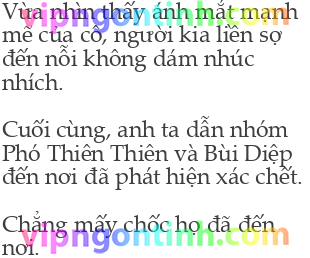 Vừa nhìn thấy ánh mắt mạnh
mẽ của cô, người kia liền sợ
đến nỗi không dám nhúc
nhích.
Cuối cùng, anh ta dẫn nhóm
Phó Thiên Thiên và Bùi Diệp
đến nơi đã phát hiện xác chết.
Chẳng mấy chốc họ đã đến
nơi.
vipngontinh.com
vipngontinh.com